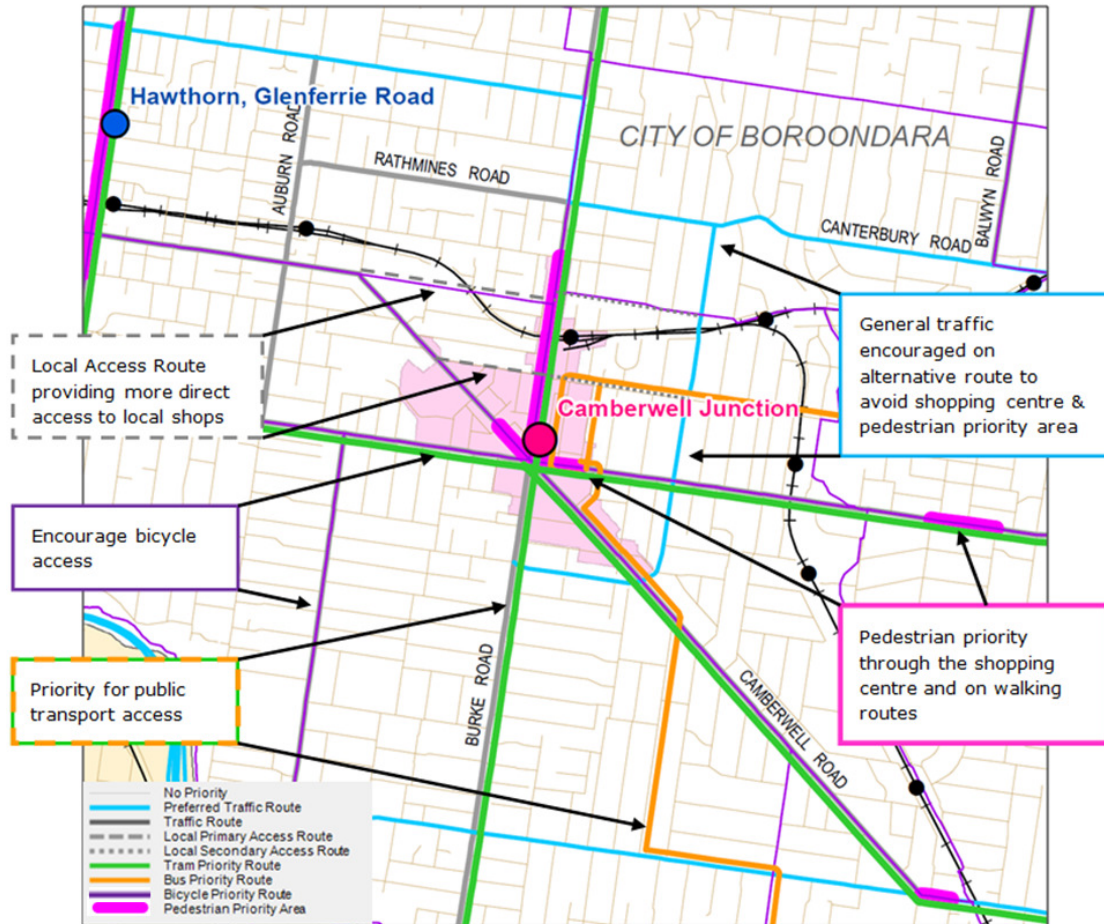 Hawthorn, Glenferrie Road
CITY OF BOROONDARA
AUBURN ROAD
RATHMINES ROAD
BALWYN ROAD
CANTERBURY ROAD
General traffic
encouraged on
alternative route to
avoid shopping centre &
pedestrian priority area
Local Access Route
providing more direct
access to local shops
Camberwell Junction
Encourage bicycle
access
Pedestrian priority
through the shopping
centre and on walking
routes
Priority for public
transport access
BURKE ROAD
CAMBERWELL ROAD
No Priority
Preferred Traffic Route
Traffic Route
Local Primary Access Route
Local Secondary Access Route
Tram Priority Route
Bus Priority Route
Bicycle Priority Route
Pedestrian Priority Area